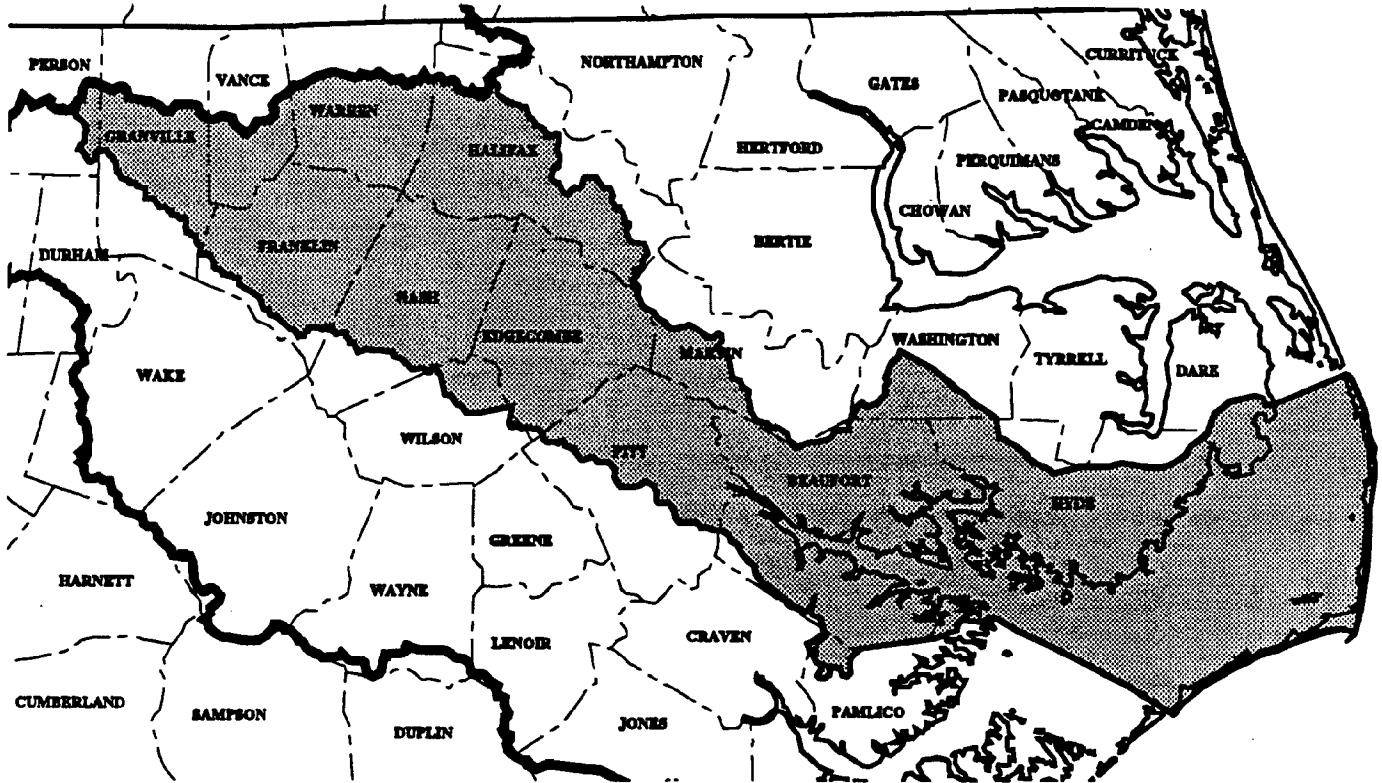 PERSON
VANCE
NORTHAMPTON
CURRITUCK
GATES
WARREN
PASQUOTANK
GRANVILLE
CAMDEN
HALIFAX
HERTFORD
PERQUIMANS
CHOWAN
BERTIE
FRANKLIN
DURHAM
NASH
EDGECOMBE
WASHINGTON
MARTIN
TYRRELL
DARE
WAKE
WILSON
PITT
BEAUFORT
HYDE
JOHNSTON
GREENE
HARNETT
WAYNE
CRAVEN
LENOIR
CUMBERLAND
SAMPSON
PAMLICO
JONES
DUPLIN